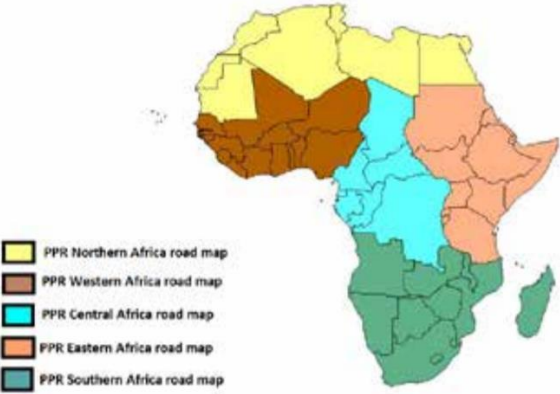 PPR Northern Africa road map
PPR Western Africa road map
PPR Central Africa road map
PPR Eastern Africa road map
PPR Southern Africa road map